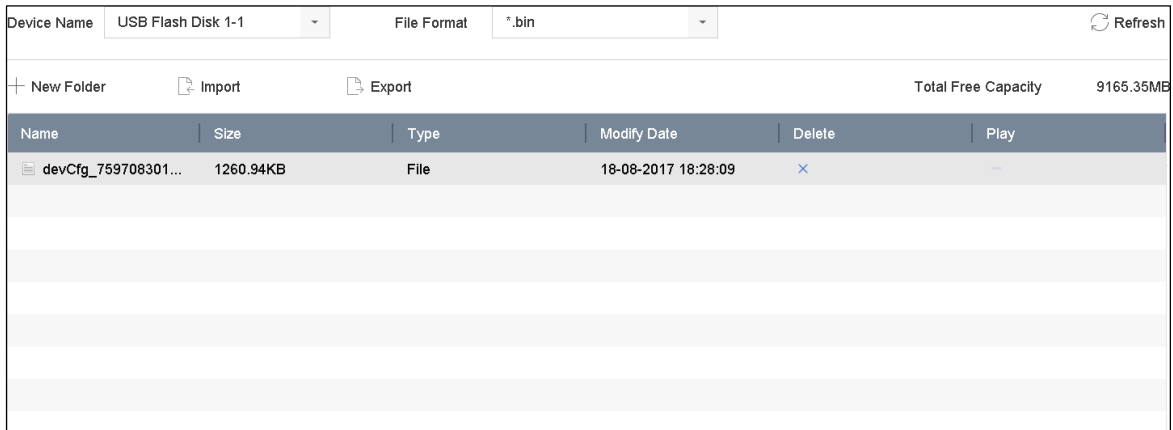 Device Name USB Flash Disk 1-1 File Format *.bin Refresh
New Folder Import Export Total Free Capacity 9165.35MB
Name Size Type Modify Date Delete Play
devCfg_759708301... 1260.94KB File 18-08-2017 18:28:09